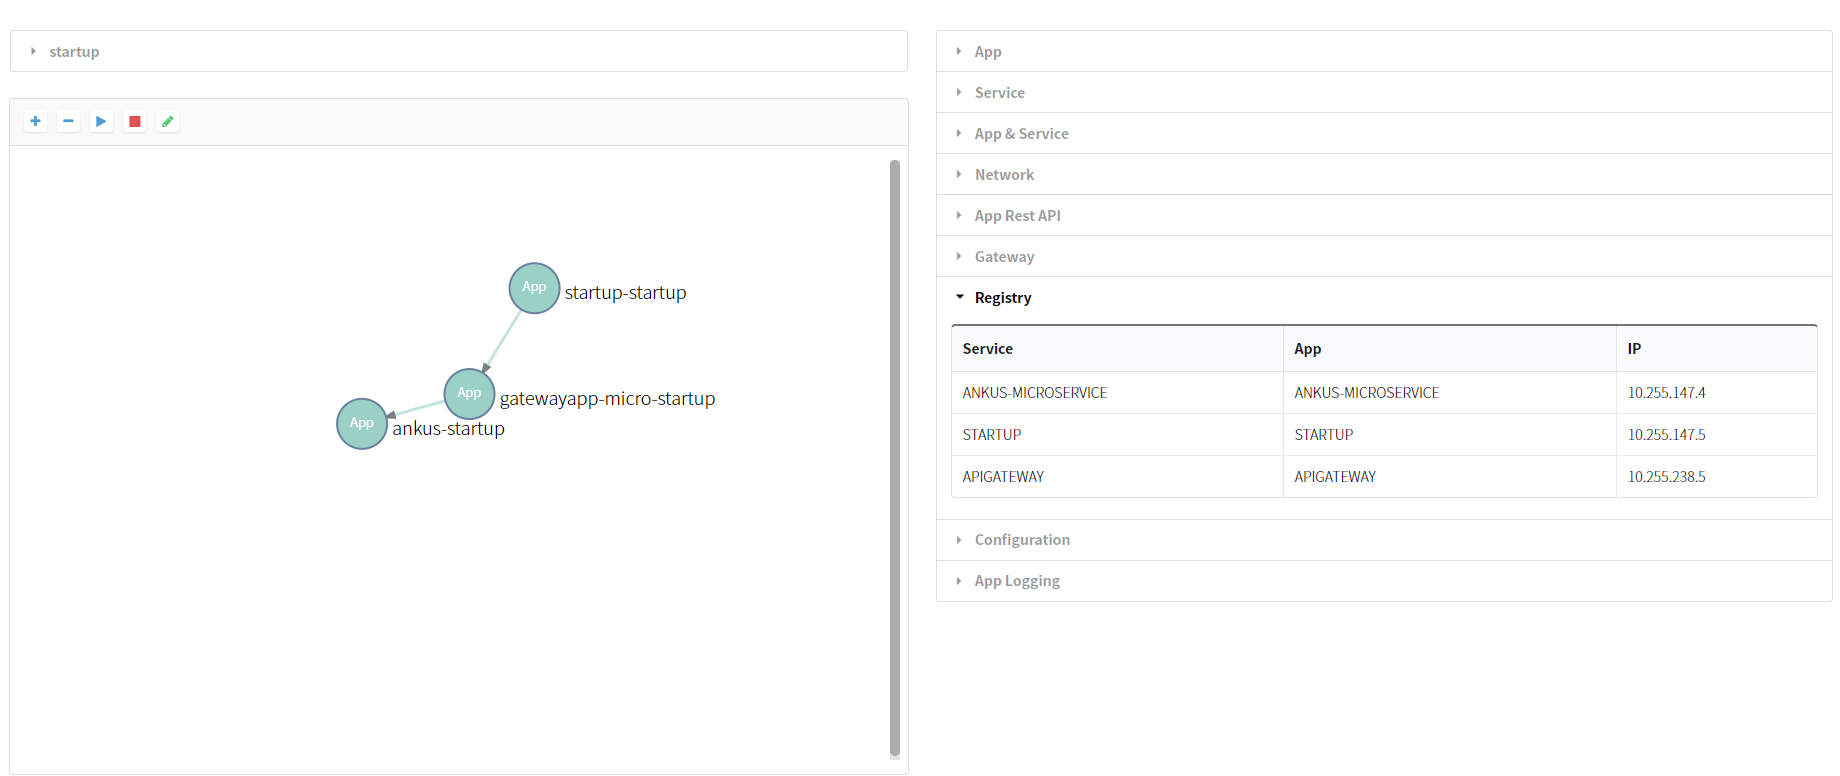 startup
App
startup-startup
App
gatewayapp-micro-startup
App
ankus-startup
App
Service
App & Service
Network
App Rest API
Gateway
Registry
Service App IP
ANKUS-MICROSERVICE ANKUS-MICROSERVICE 10.255.147.4
STARTUP STARTUP 10.255.147.5
APIGATEWAY APIGATEWAY 10.255.238.5
Configuration
App Logging